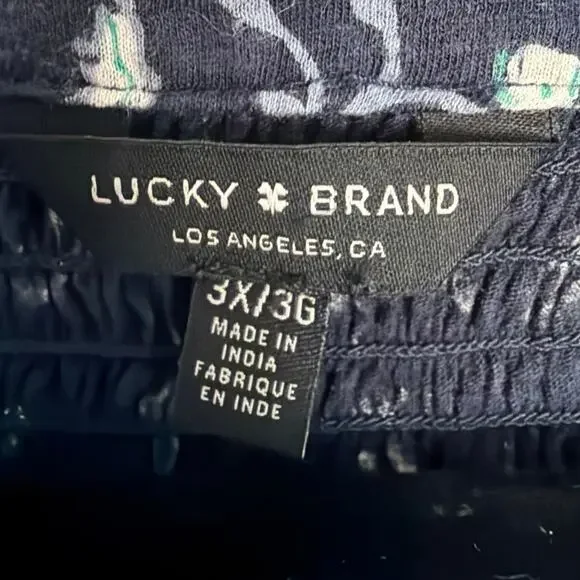 LUCKY BRAND
LOS ANGELES, CA
3X/3G
MADE IN
INDIA
FABRIQUE
EN INDE